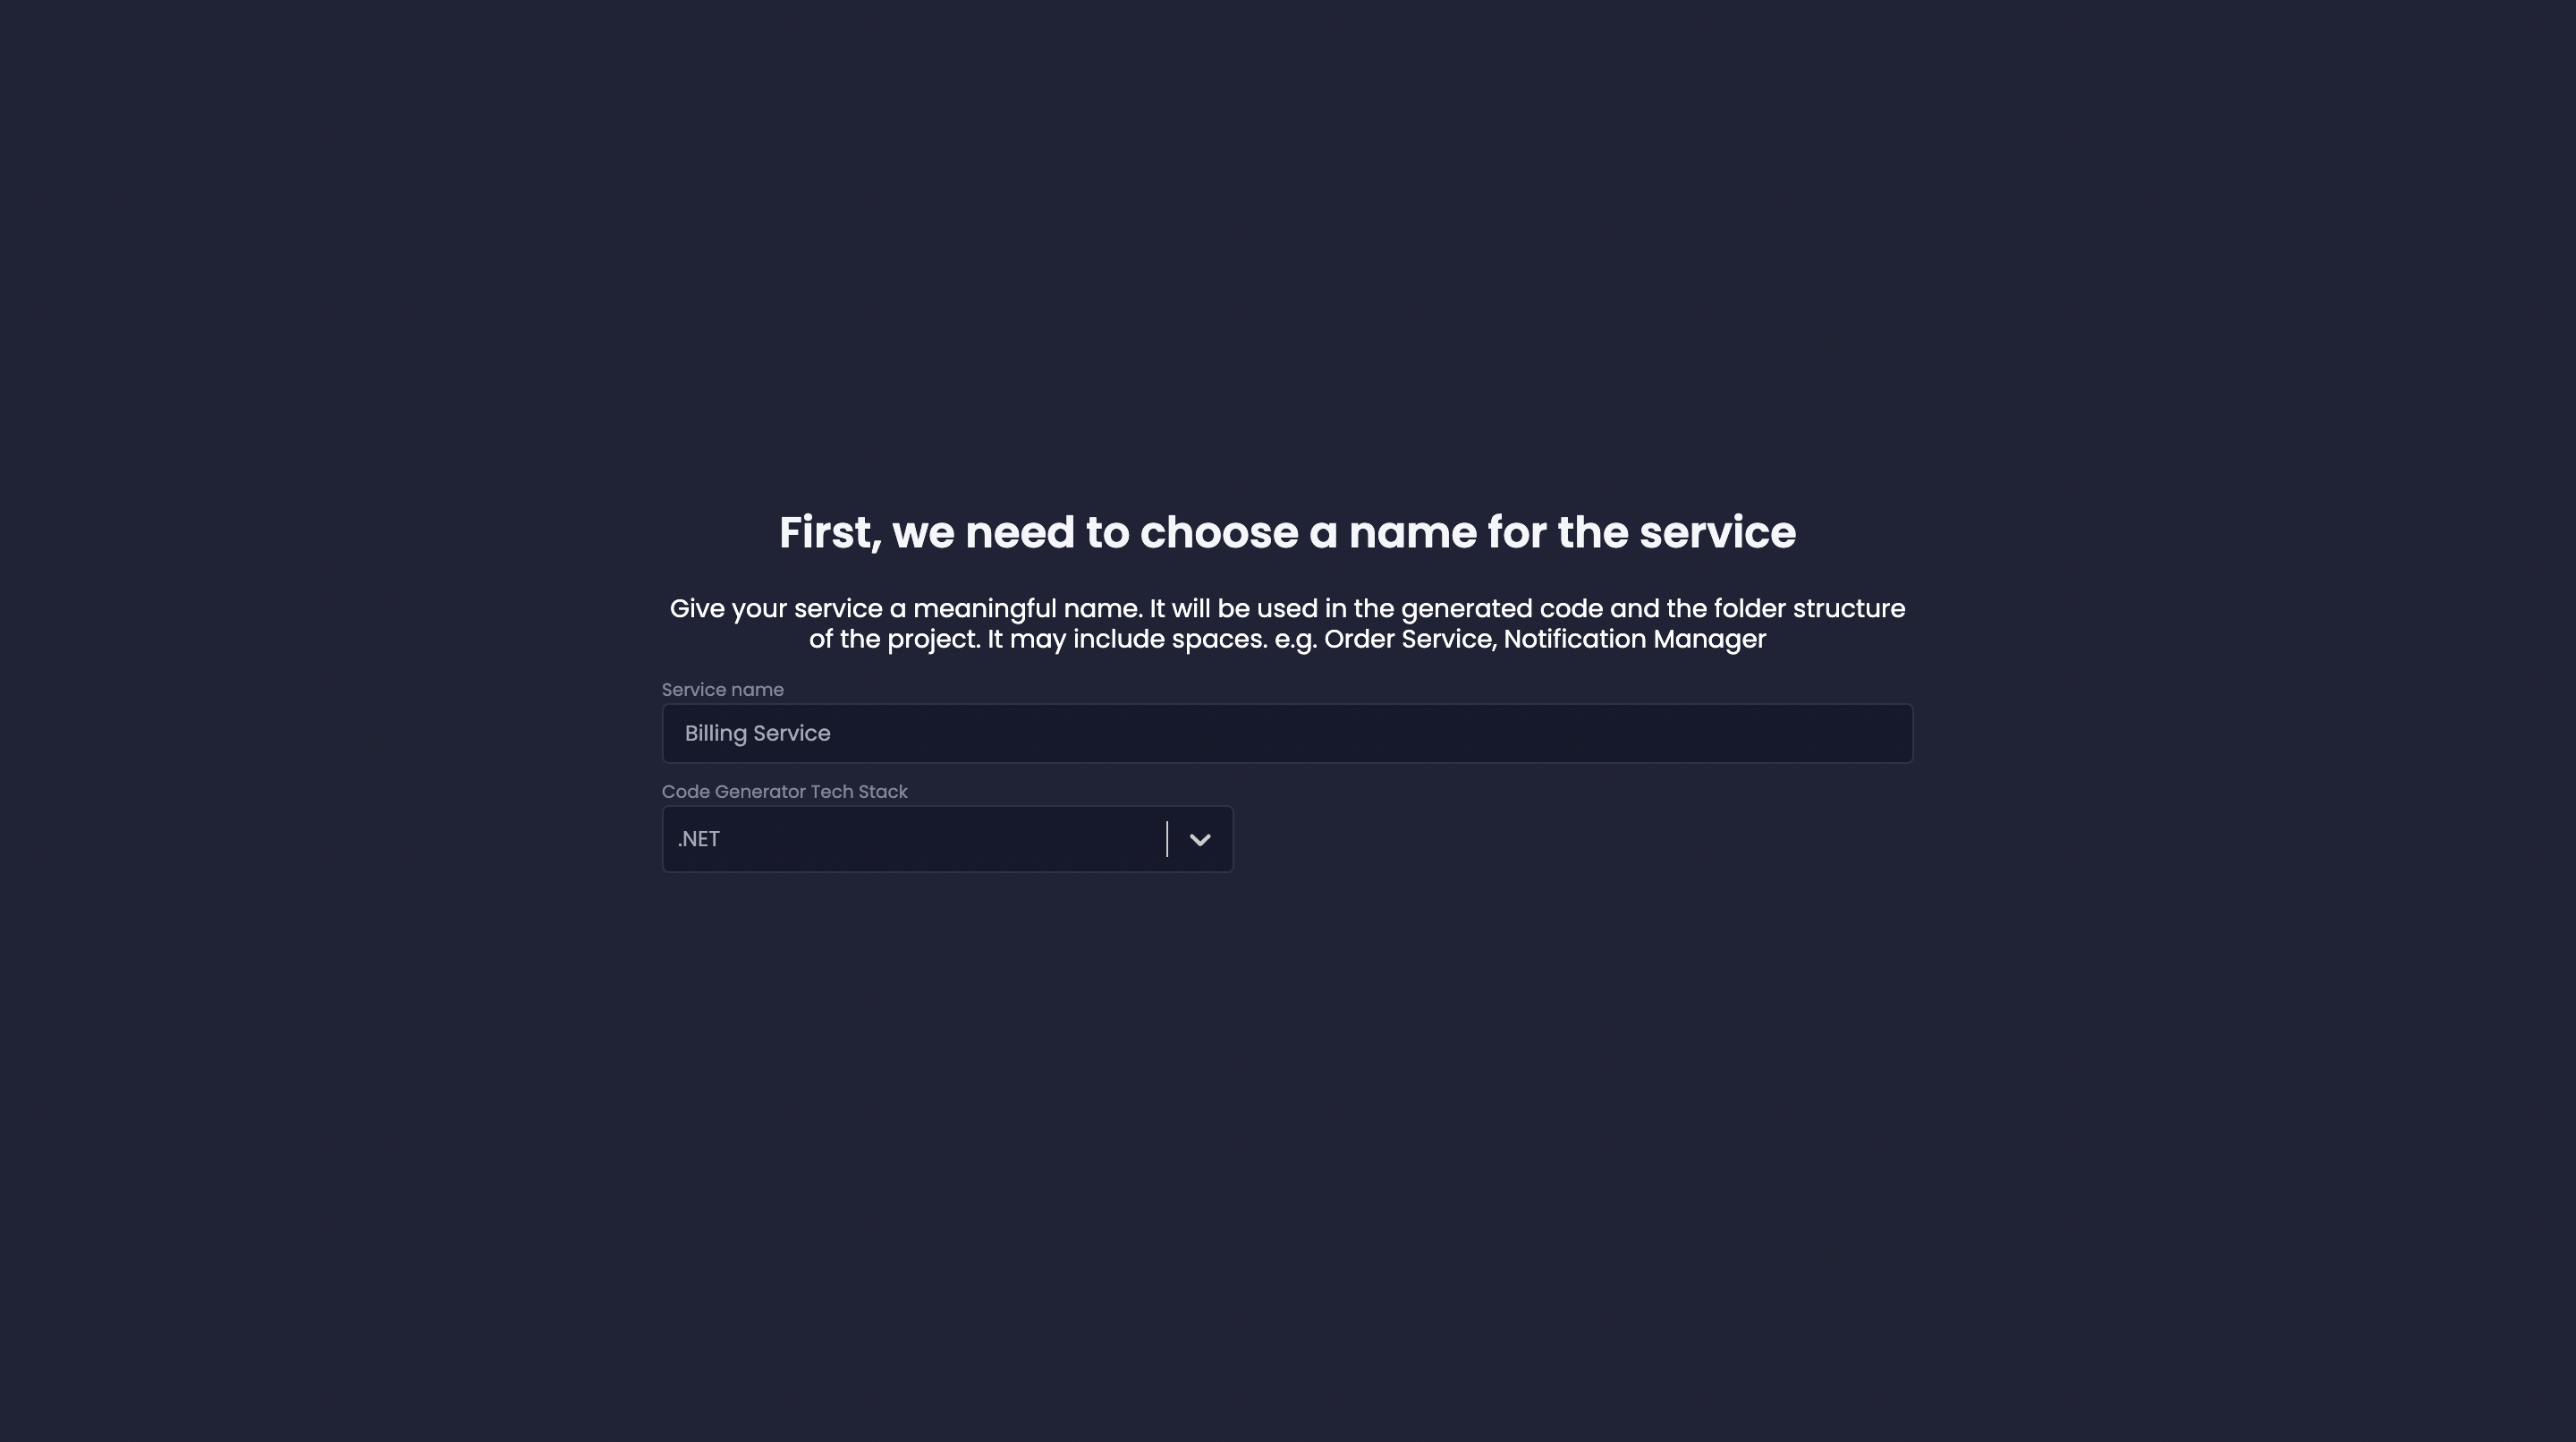 First, we need to choose a name for the service
Give your service a meaningful name. It will be used in the generated code and the folder structure
of the project. It may include spaces. e.g. Order Service, Notification Manager
Service name
Billing Service
Code Generator Tech Stack
.NET